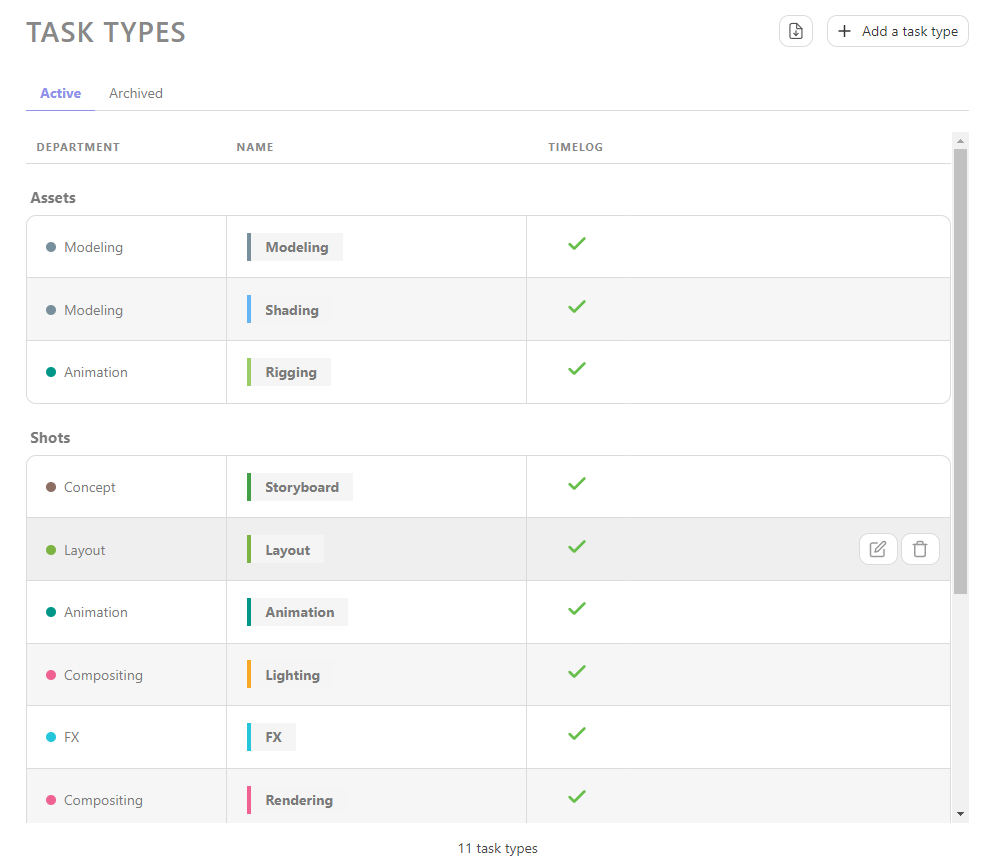 TASK TYPES
Add a task type
Active Archived
DEPARTMENT NAME TIMELOG
Assets
Modeling Modeling
Modeling Shading
Animation Rigging
Shots
Concept Storyboard
Layout Layout
Animation Animation
Compositing Lighting
FX FX
Compositing Rendering
11 task types